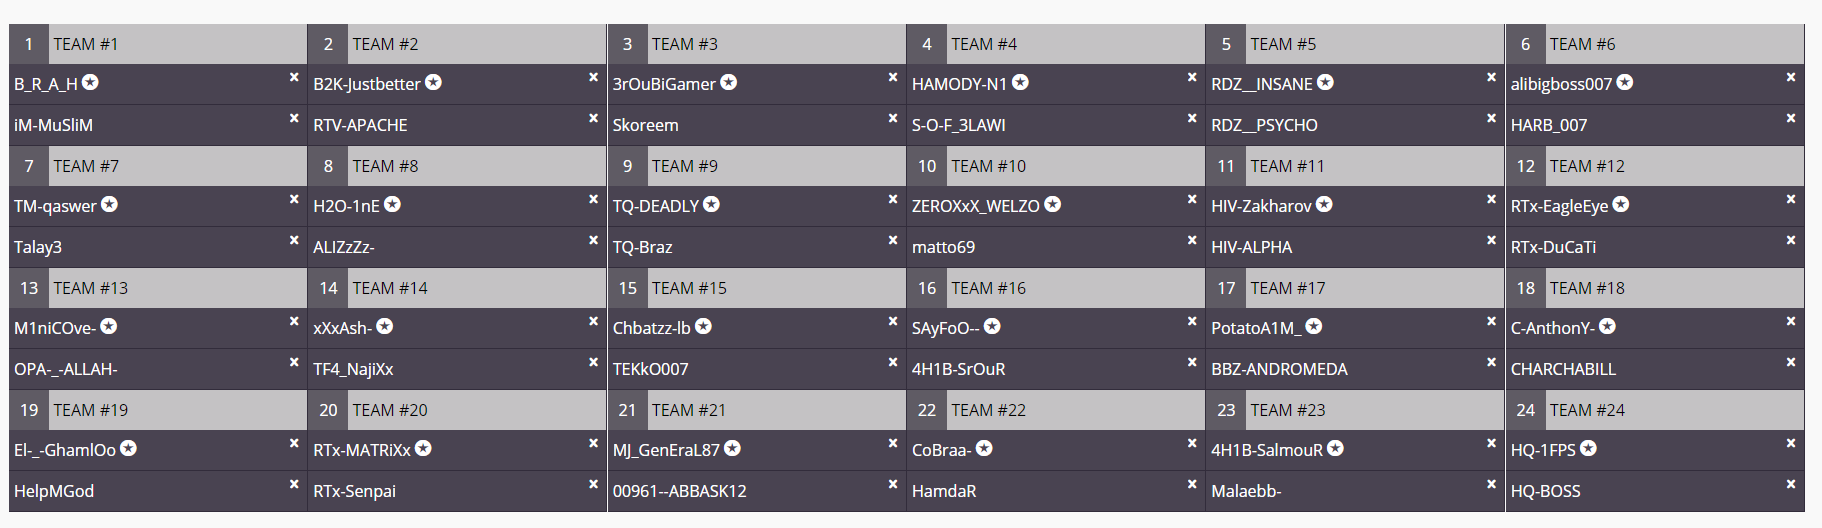 1 TEAM #1 2 TEAM #2 3 TEAM #3 4 TEAM #4 5 TEAM #5 6 TEAM #6
B_R_A_H B2K-Justbetter 3rOuBiGamer HAMODY-N1 RDZ__INSANE alibigboss007
iM-MuSliM RTV-APACHE Skoreem S-O-F_3LAWI RDZ__PSYCHO HARB_007
7 TEAM #7 8 TEAM #8 9 TEAM #9 10 TEAM #10 11 TEAM #11 12 TEAM #12
TM-qaswer H2O-1nE TQ-DEADLY ZEROXxX_WELZO HIV-Zakharov RTx-EagleEye
Talay3 ALIZzZz- TQ-Braz matto69 HIV-ALPHA RTx-DuCaTi
13 TEAM #13 14 TEAM #14 15 TEAM #15 16 TEAM #16 17 TEAM #17 18 TEAM #18
M1niCOve- xXxAsh- Chbatzz-lb SAyFoO-- PotatoA1M_ C-AnthonY-
OPA-_-ALLAH- TF4_NajiXx TEKkO007 4H1B-SrOuR BBZ-ANDROMEDA CHARCHABILL
19 TEAM #19 20 TEAM #20 21 TEAM #21 22 TEAM #22 23 TEAM #23 24 TEAM #24
El-_-GhamlOo RTx-MATRiXx MJ_GenEraL87 CoBraa- 4H1B-SalmouR HQ-1FPS
HelpMGod RTx-Senpai 00961--ABBASK12 HamdaR Malaebb- HQ-BOSS